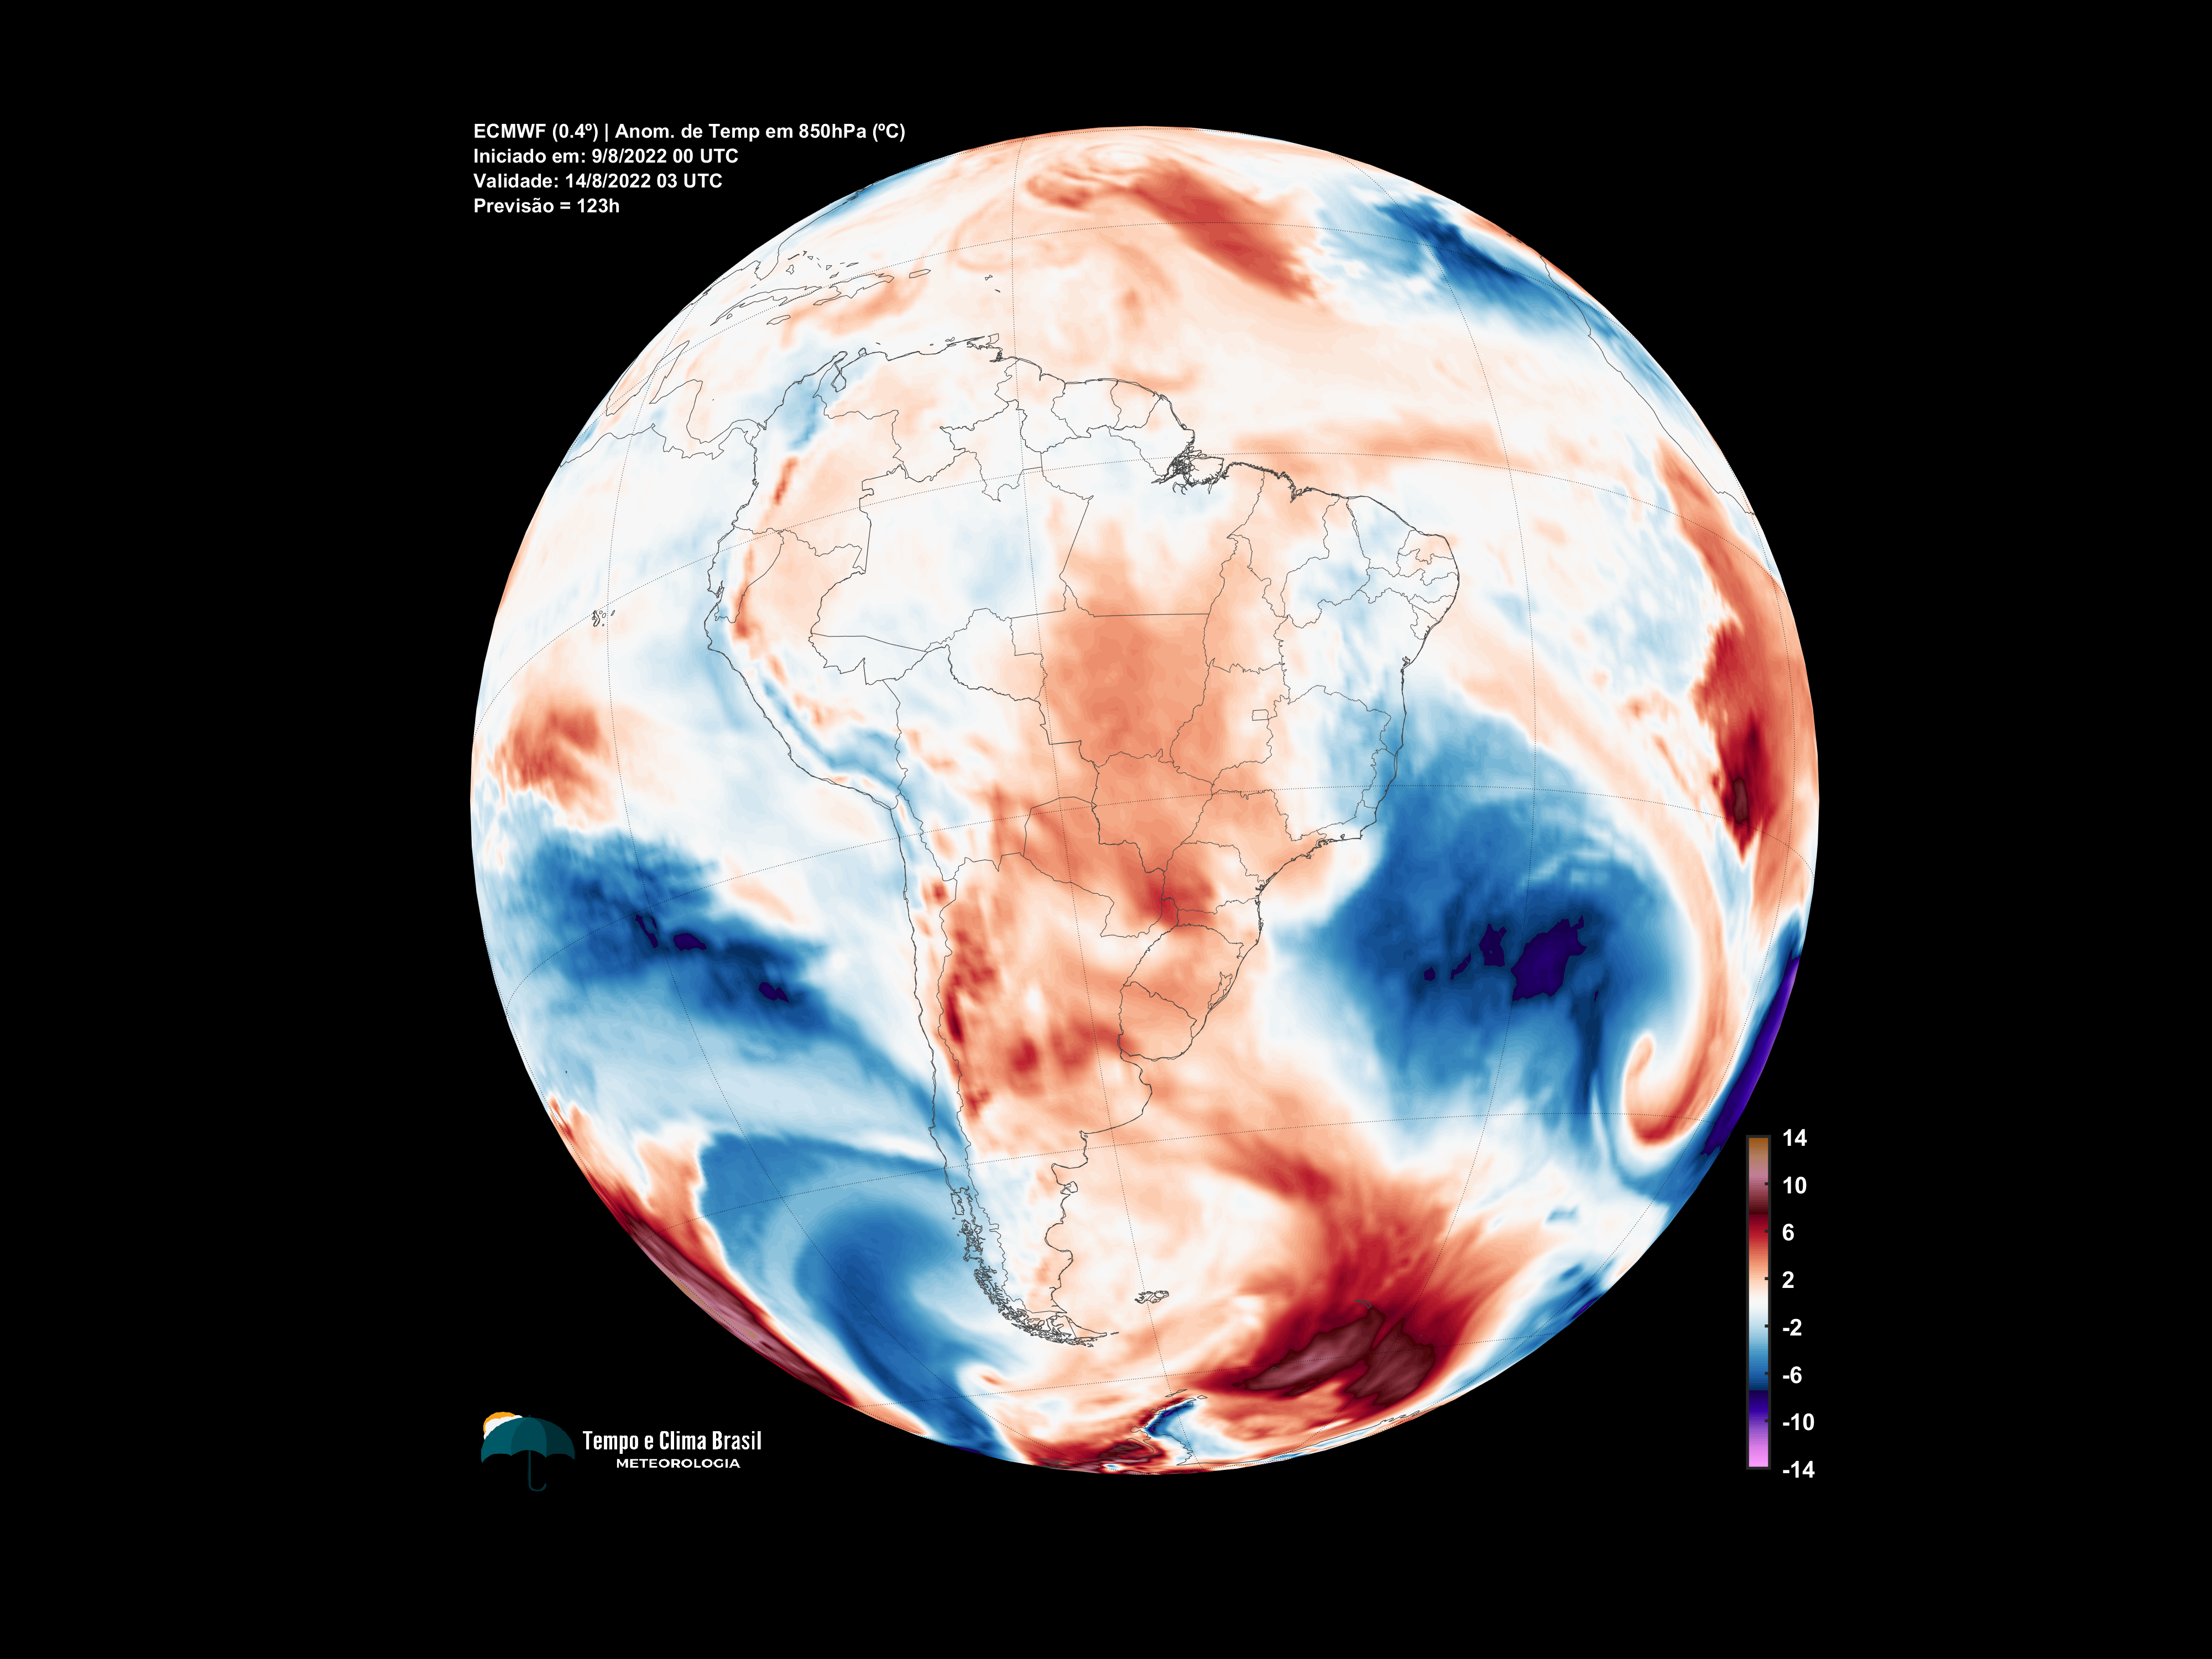 ECMWF (0.4º) | Anom. de Temp em 850hPa (ºC)
Iniciado em: 9/8/2022 00 UTC
Validade: 14/8/2022 03 UTC
Previsão = 123h
14
10
6
2
-2
-6
-10
-14
Tempo e Clima Brasil
METEOROLOGIA